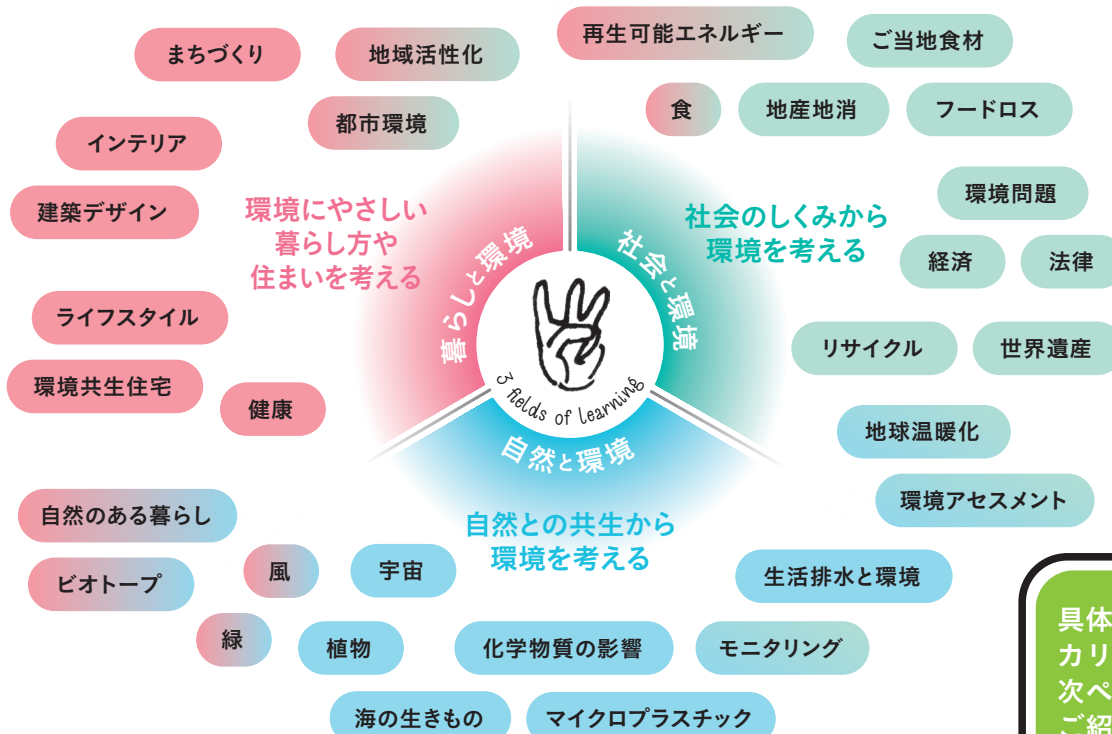 まちづくり
地域活性化
都市環境
インテリア
建築デザイン
環境にやさしい
暮らし方や
住まいを考える
ライフスタイル
環境共生住宅
健康
再生可能エネルギー
ご当地食材
食
地産地消
フードロス
環境問題
社会のしくみから
環境を考える
経済
法律
リサイクル
世界遺産
地球温暖化
環境アセスメント
暮らしと環境
社会と環境
3 fields of learning
自然と環境
自然との共生から
環境を考える
自然のある暮らし
ビオトープ
風
宇宙
緑
植物
化学物質の影響
モニタリング
生活排水と環境
海の生きもの
マイクロプラスチック
具体
カリ
次ペ
ご紹